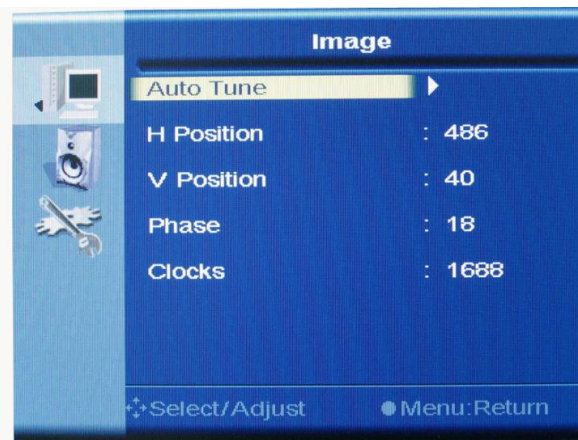 Image
Auto Tune
H Position : 486
V Position : 40
Phase : 18
Clocks : 1688
Select/Adjust Menu:Return